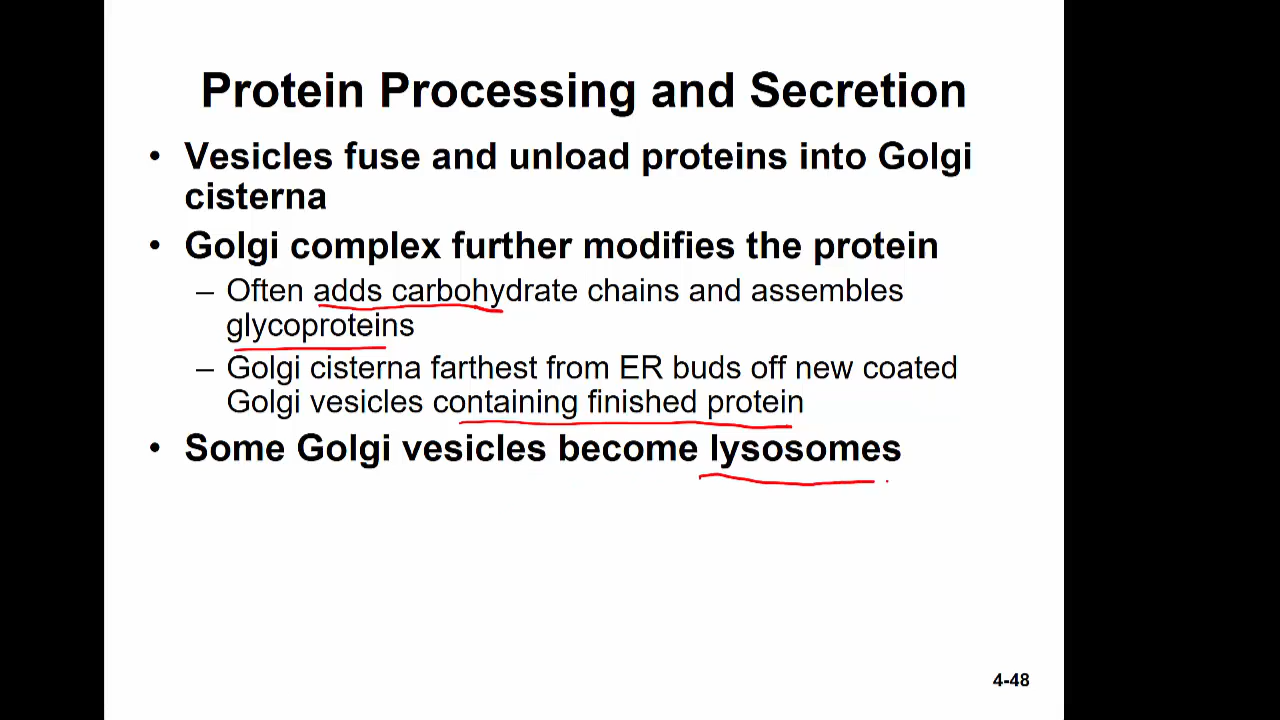 Protein Processing and Secretion
• Vesicles fuse and unload proteins into Golgi
cisterna
• Golgi complex further modifies the protein
– Often adds carbohydrate chains and assembles
glycoproteins
– Golgi cisterna farthest from ER buds off new coated
Golgi vesicles containing finished protein
• Some Golgi vesicles become lysosomes
4-48